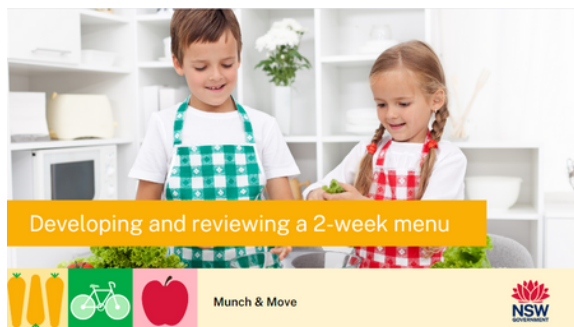 Developing and reviewing a 2-week menu
Munch & Move
NSW
GOVERNMENT